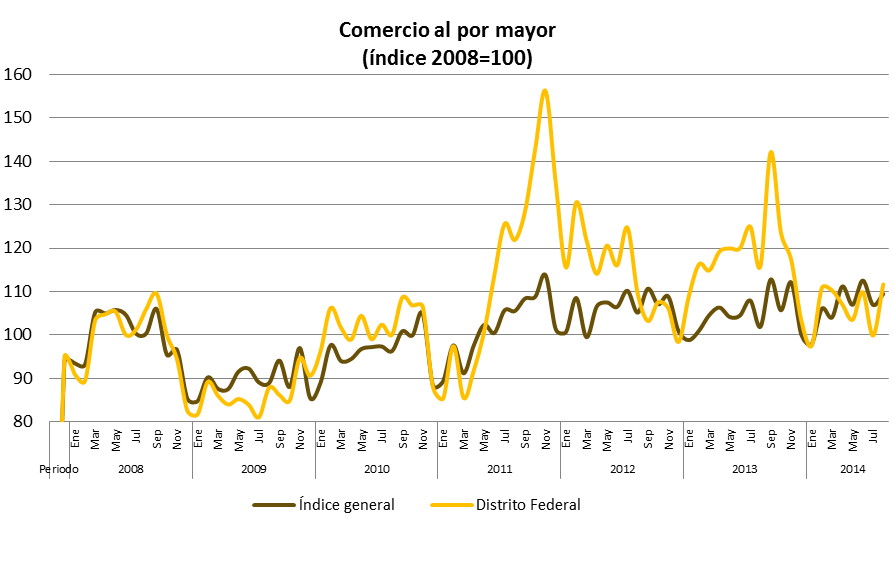 Comercio al por mayor
(índice 2008=100)
160
150
140
130
120
110
100
90
80
Ene Mar May Jul Sep Nov Ene Mar May Jul Sep Nov Ene Mar May Jul Sep Nov Ene Mar May Jul Sep Nov Ene Mar May Jul Sep Nov Ene Mar May Jul Sep Nov Ene Mar May Jul
Periodo 2008 2009 2010 2011 2012 2013 2014
Índice general Distrito Federal